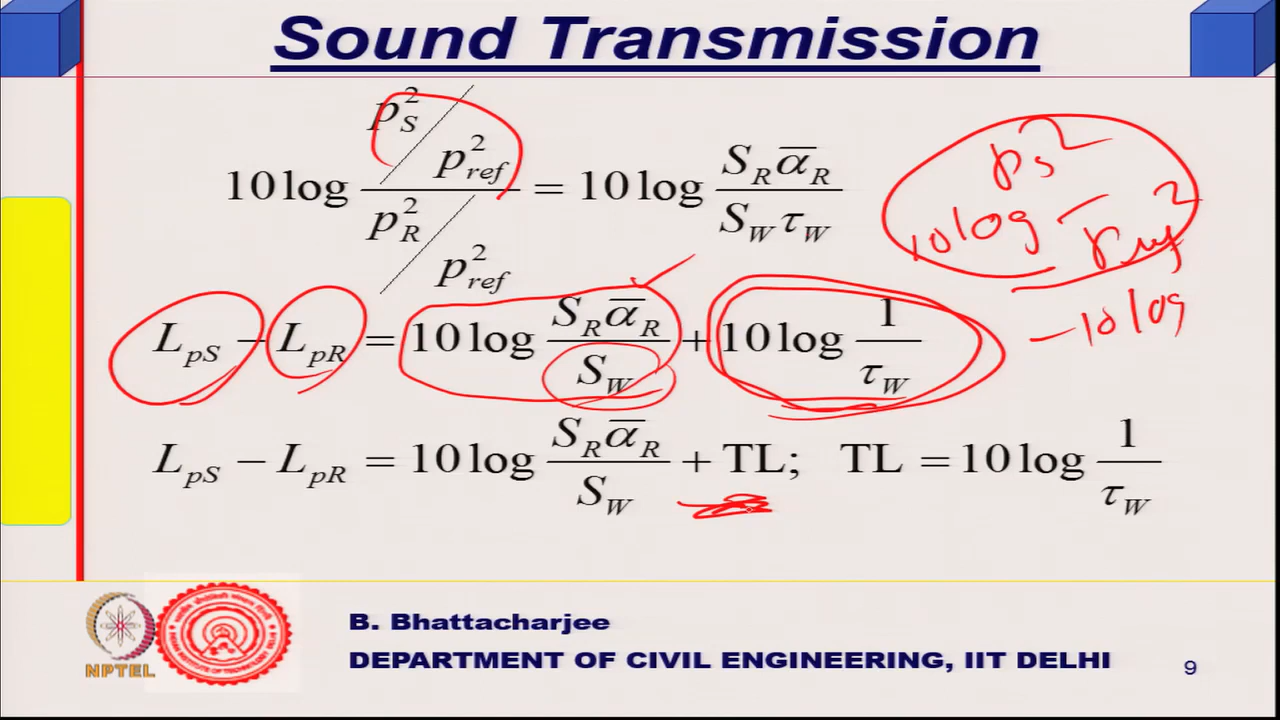 Sound Transmission
10 log (p_S^2 / p_ref^2) / (p_R^2 / p_ref^2) = 10 log (S_R ᾱ_R) / (S_W τ_W)
10 log p_s^2 / p_ref^2
− 10 log
L_pS − L_pR = 10 log (S_R ᾱ_R) / S_W + 10 log 1 / τ_W
L_pS − L_pR = 10 log (S_R ᾱ_R) / S_W + TL; TL = 10 log 1 / τ_W
NPTEL
B. Bhattacharjee
DEPARTMENT OF CIVIL ENGINEERING, IIT DELHI
9